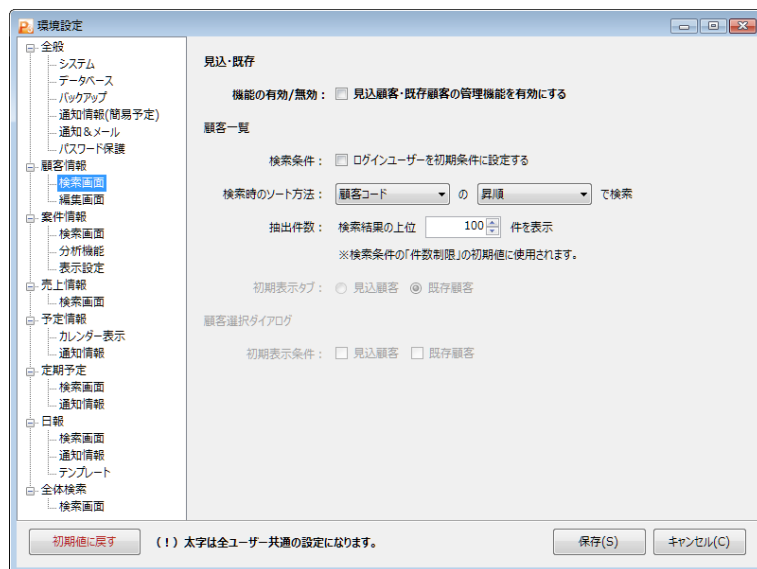 環境設定
全般
システム
データベース
バックアップ
通知情報(簡易予定)
通知&メール
パスワード保護
顧客情報
検索画面
編集画面
案件情報
検索画面
分析機能
表示設定
売上情報
検索画面
予定情報
カレンダー表示
通知情報
定期予定
検索画面
通知情報
日報
検索画面
通知情報
テンプレート
全体検索
検索画面
見込・既存
機能の有効/無効： 見込顧客・既存顧客の管理機能を有効にする
顧客一覧
検索条件： ログインユーザーを初期条件に設定する
検索時のソート方法： 顧客コード の 昇順 で検索
抽出件数： 検索結果の上位 100 件を表示
※検索条件の「件数制限」の初期値に使用されます。
初期表示タブ： 見込顧客 既存顧客
顧客選択ダイアログ
初期表示条件： 見込顧客 既存顧客
初期値に戻す (！) 太字は全ユーザー共通の設定になります。 保存(S) キャンセル(C)